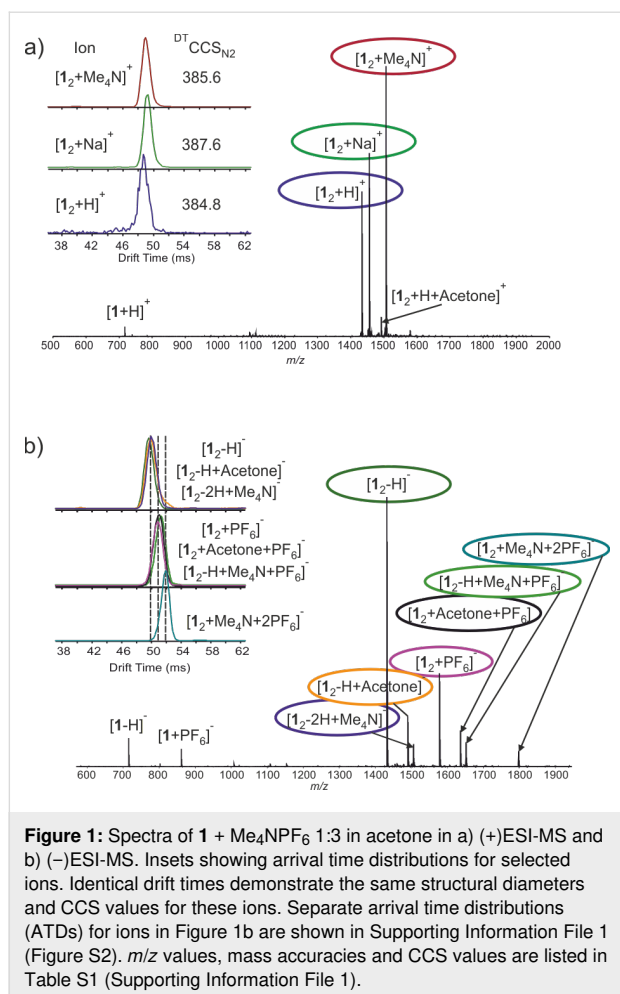 a)
Ion
ᴰᵀCCS_N2
[1₂+Me₄N]⁺
385.6
[1₂+Na]⁺
387.6
[1₂+H]⁺
384.8
38 42 46 50 54 58 62
Drift Time (ms)
[1₂+Me₄N]⁺
[1₂+Na]⁺
[1₂+H]⁺
[1₂+H+Acetone]⁺
[1+H]⁺
500 600 700 800 900 1000 1100 1200 1300 1400 1500 1600 1700 1800 1900 2000
m/z
b)
[1₂-H]⁻
[1₂-H+Acetone]⁻
[1₂-2H+Me₄N]⁻
[1₂+PF₆]⁻
[1₂+Acetone+PF₆]⁻
[1₂-H+Me₄N+PF₆]⁻
[1₂+Me₄N+2PF₆]⁻
38 42 46 50 54 58 62
Drift Time (ms)
[1₂-H]⁻
[1₂+Me₄N+2PF₆]⁻
[1₂-H+Me₄N+PF₆]
[1₂+Acetone+PF₆]
[1₂+PF₆]⁻
[1₂-H+Acetone]
[1₂-2H+Me₄N]
[1-H]⁻
[1+PF₆]⁻
600 700 800 900 1000 1100 1200 1300 1400 1500 1600 1700 1800 1900
m/z
Figure 1: Spectra of 1 + Me₄NPF₆ 1:3 in acetone in a) (+)ESI-MS and
b) (−)ESI-MS. Insets showing arrival time distributions for selected
ions. Identical drift times demonstrate the same structural diameters
and CCS values for these ions. Separate arrival time distributions
(ATDs) for ions in Figure 1b are shown in Supporting Information File 1
(Figure S2). m/z values, mass accuracies and CCS values are listed in
Table S1 (Supporting Information File 1).